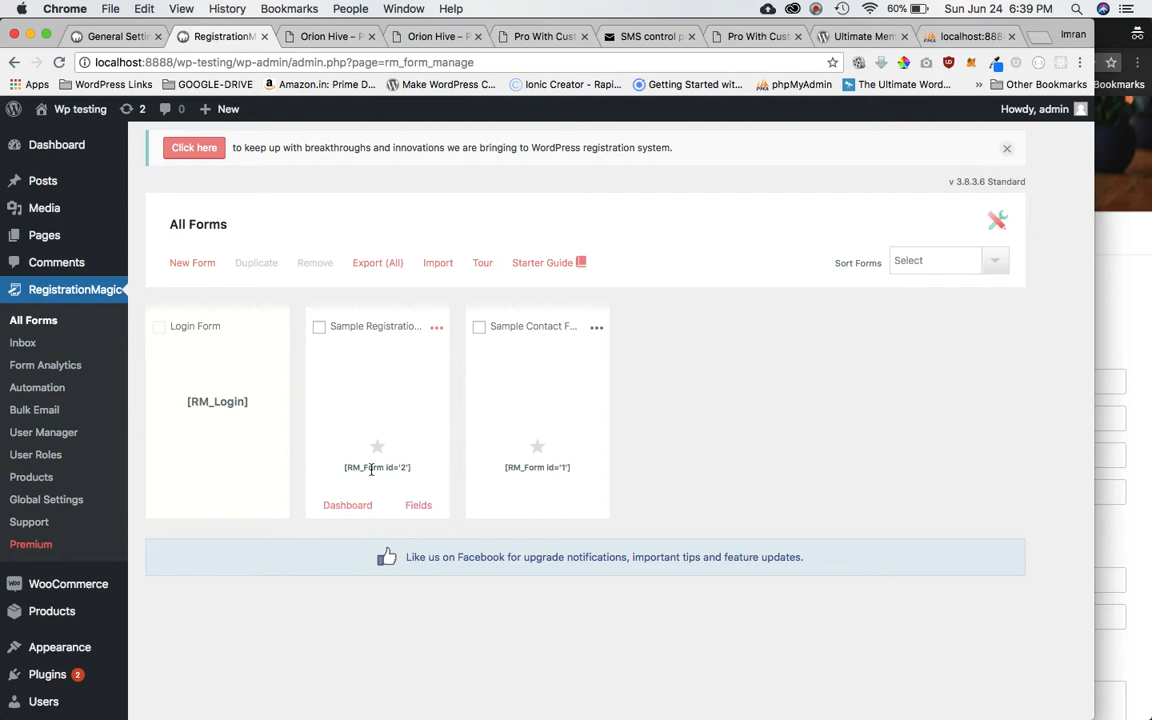 Chrome File Edit View History Bookmarks People Window Help 60% Sun Jun 24 6:39 PM
General Settin RegistrationM Orion Hive – P Orion Hive – P Pro With Cust SMS control p Pro With Cust Ultimate Mem localhost:888 Imran
localhost:8888/wp-testing/wp-admin/admin.php?page=rm_form_manage
Apps WordPress Links GOOGLE-DRIVE Amazon.in: Prime D... Make WordPress C... Ionic Creator - Rapi... Getting Started wit... phpMyAdmin The Ultimate Word... » Other Bookmarks Bookmarks
Wp testing 2 0 New Howdy, admin
Dashboard
Posts
Media
Pages
Comments
RegistrationMagic
All Forms
Inbox
Form Analytics
Automation
Bulk Email
User Manager
User Roles
Products
Global Settings
Support
Premium
WooCommerce
Products
Appearance
Plugins 2
Users
Click here to keep up with breakthroughs and innovations we are bringing to WordPress registration system.
v 3.8.3.6 Standard
All Forms
New Form Duplicate Remove Export (All) Import Tour Starter Guide Sort Forms Select
Login Form Sample Registratio... Sample Contact F...
[RM_Login]
[RM_Form id='2'] [RM_Form id='1']
Dashboard Fields
Like us on Facebook for upgrade notifications, important tips and feature updates.